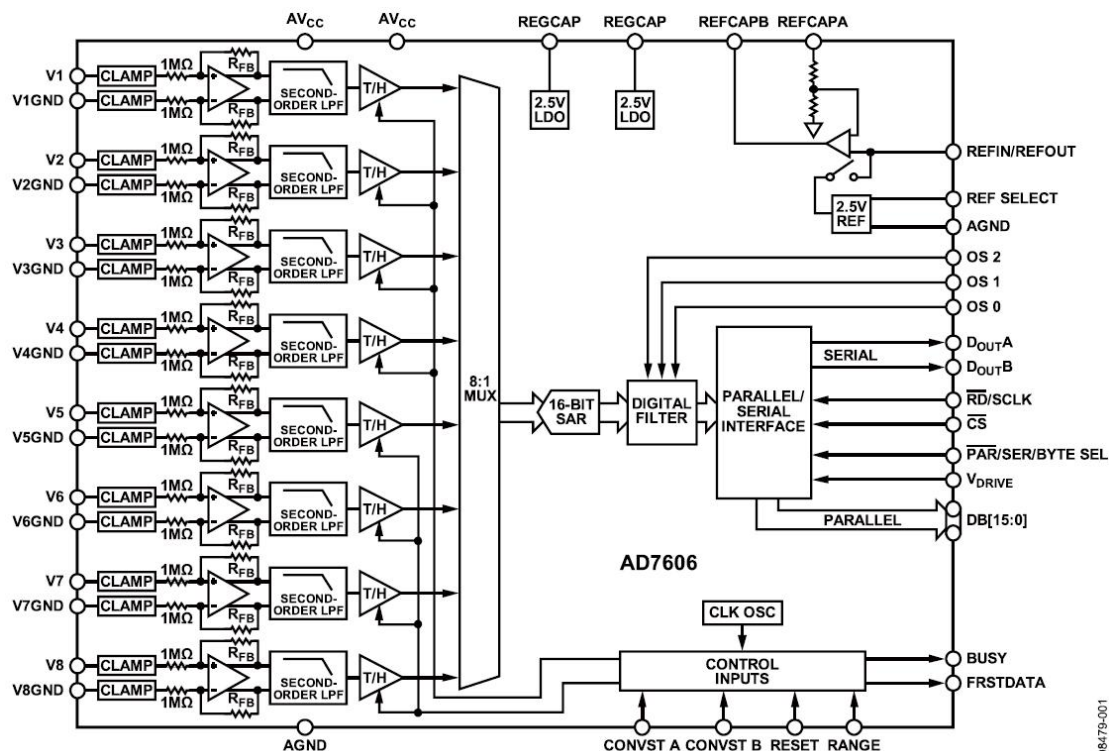 AVCC
AVCC
REGCAP
REGCAP
REFCAPB
REFCAPA
V1
CLAMP
1MΩ
RFB
V1GND
CLAMP
1MΩ
RFB
SECOND-
ORDER LPF
T/H
V2
CLAMP
1MΩ
RFB
V2GND
CLAMP
1MΩ
RFB
SECOND-
ORDER LPF
T/H
V3
CLAMP
1MΩ
RFB
V3GND
CLAMP
1MΩ
RFB
SECOND-
ORDER LPF
T/H
V4
CLAMP
1MΩ
RFB
V4GND
CLAMP
1MΩ
RFB
SECOND-
ORDER LPF
T/H
V5
CLAMP
1MΩ
RFB
V5GND
CLAMP
1MΩ
RFB
SECOND-
ORDER LPF
T/H
V6
CLAMP
1MΩ
RFB
V6GND
CLAMP
1MΩ
RFB
SECOND-
ORDER LPF
T/H
V7
CLAMP
1MΩ
RFB
V7GND
CLAMP
1MΩ
RFB
SECOND-
ORDER LPF
T/H
V8
CLAMP
1MΩ
RFB
V8GND
CLAMP
1MΩ
RFB
SECOND-
ORDER LPF
T/H
8:1
MUX
2.5V
LDO
2.5V
LDO
REFIN/REFOUT
2.5V
REF
REF SELECT
AGND
OS 2
OS 1
OS 0
16-BIT
SAR
DIGITAL
FILTER
PARALLEL/
SERIAL
INTERFACE
SERIAL
DOUTA
DOUTB
RD/SCLK
CS
PAR/SER/BYTE SEL
VDRIVE
PARALLEL
DB[15:0]
AD7606
CLK OSC
CONTROL
INPUTS
BUSY
FRSTDATA
AGND
CONVST A
CONVST B
RESET
RANGE
08479-001